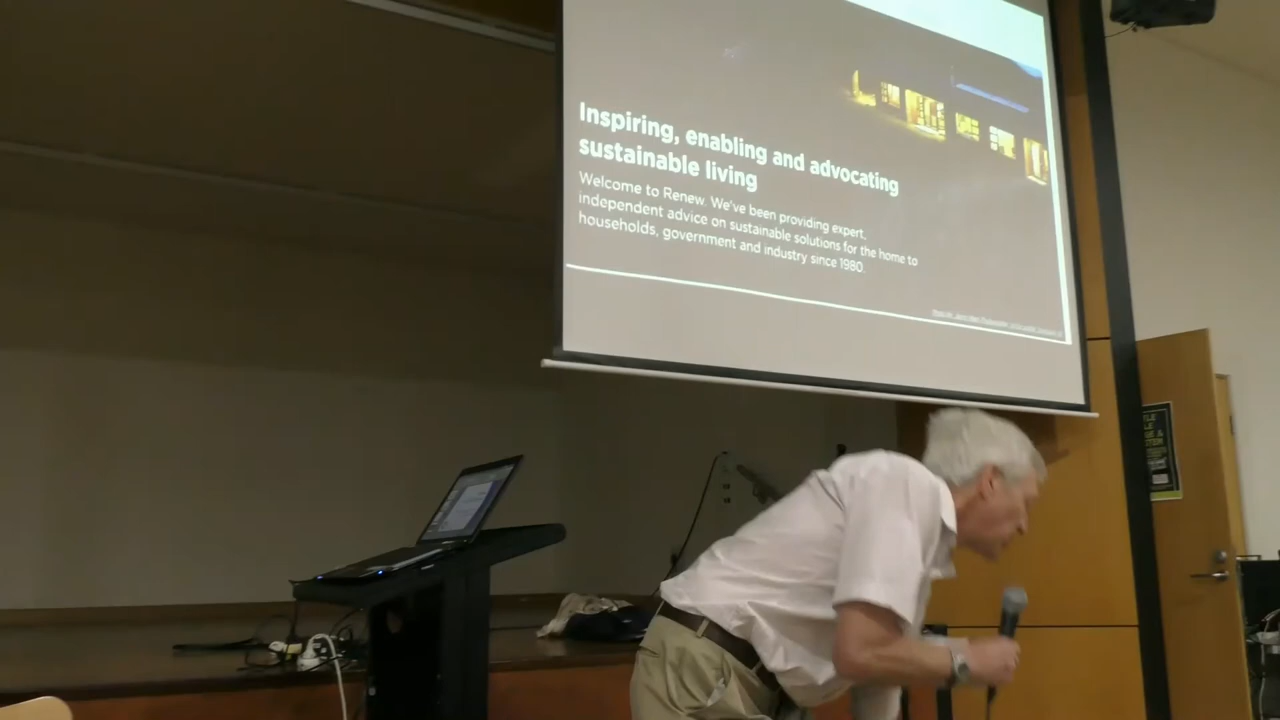 Inspiring, enabling and advocating
sustainable living
Welcome to Renew. We've been providing expert,
independent advice on sustainable solutions for the home to
households, government and industry since 1980.